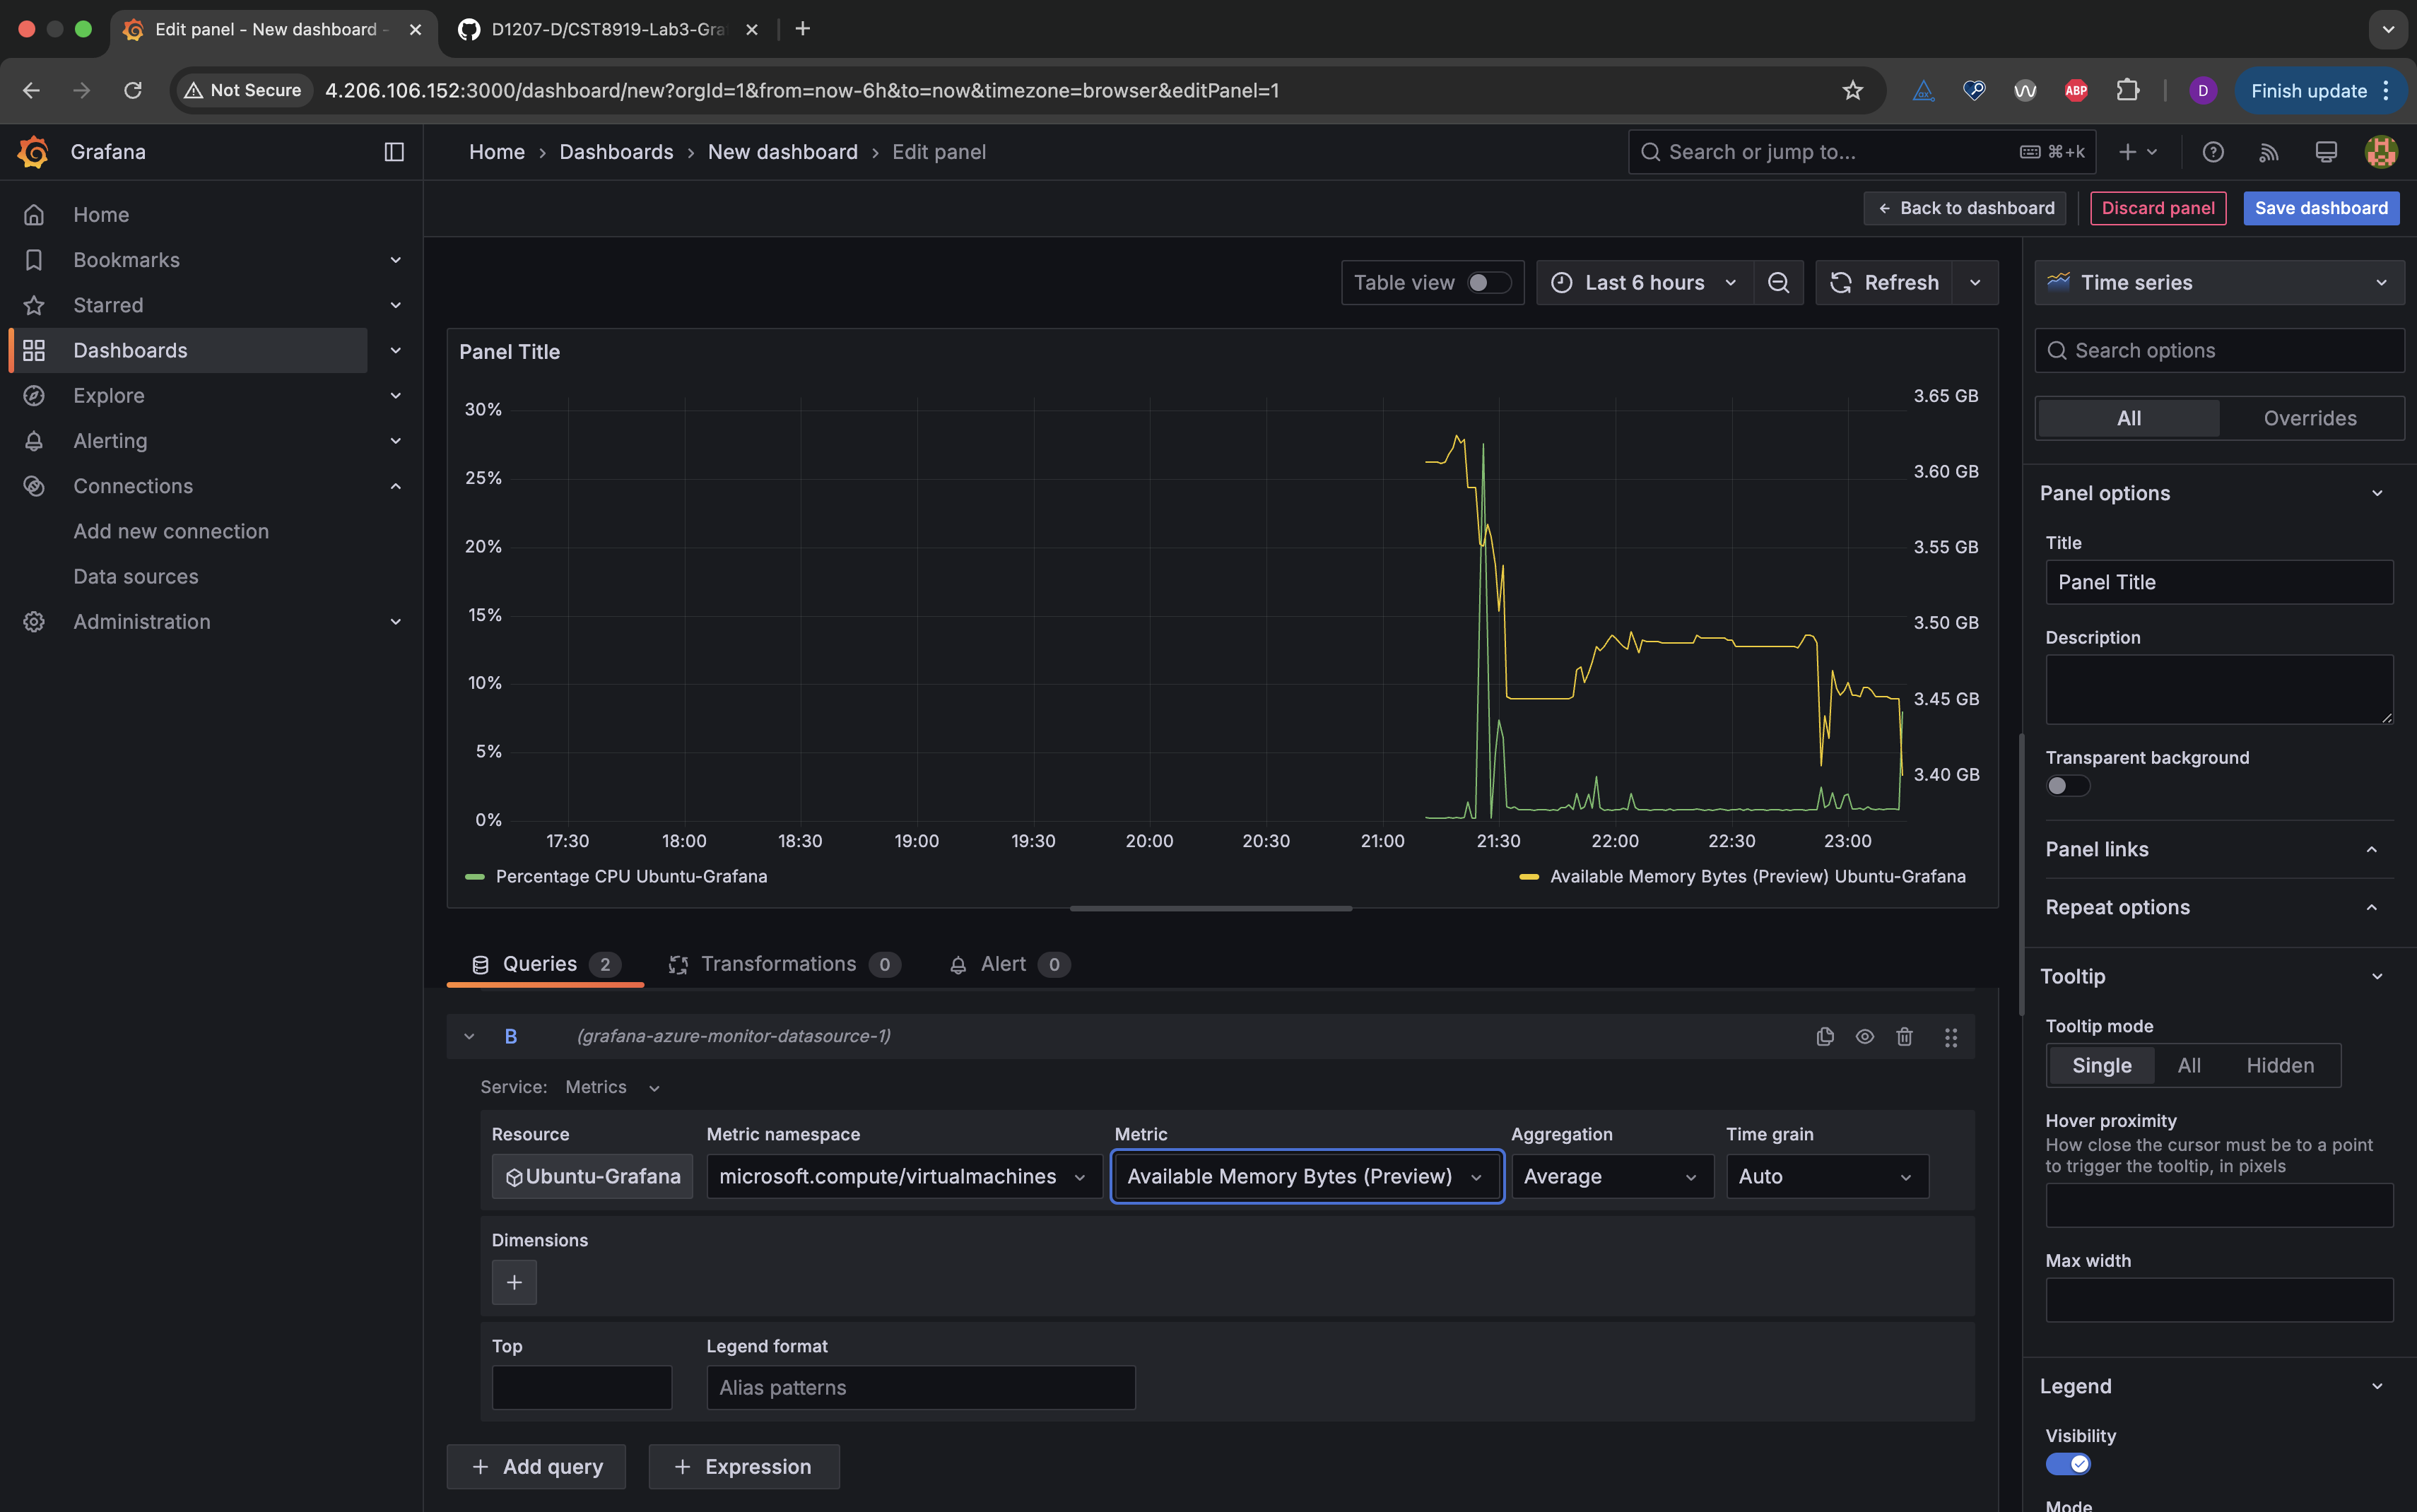 Edit panel - New dashboard -
D1207-D/CST8919-Lab3-Gra
Not Secure
4.206.106.152:3000/dashboard/new?orgId=1&from=now-6h&to=now&timezone=browser&editPanel=1
ABP
D
Finish update
Grafana
Home › Dashboards › New dashboard › Edit panel
Search or jump to...
⌘+k
Back to dashboard
Discard panel
Save dashboard
Home
Bookmarks
Starred
Dashboards
Explore
Alerting
Connections
Add new connection
Data sources
Administration
Table view
Last 6 hours
Refresh
Panel Title
30%
25%
20%
15%
10%
5%
0%
3.65 GB
3.60 GB
3.55 GB
3.50 GB
3.45 GB
3.40 GB
17:30 18:00 18:30 19:00 19:30 20:00 20:30 21:00 21:30 22:00 22:30 23:00
Percentage CPU Ubuntu-Grafana
Available Memory Bytes (Preview) Ubuntu-Grafana
Queries 2
Transformations 0
Alert 0
B (grafana-azure-monitor-datasource-1)
Service: Metrics
Resource
Metric namespace
Metric
Aggregation
Time grain
Ubuntu-Grafana
microsoft.compute/virtualmachines
Available Memory Bytes (Preview)
Average
Auto
Dimensions
Top
Legend format
Alias patterns
Add query
Expression
Time series
Search options
All
Overrides
Panel options
Title
Panel Title
Description
Transparent background
Panel links
Repeat options
Tooltip
Tooltip mode
Single
All
Hidden
Hover proximity
How close the cursor must be to a point
to trigger the tooltip, in pixels
Max width
Legend
Visibility
Mode